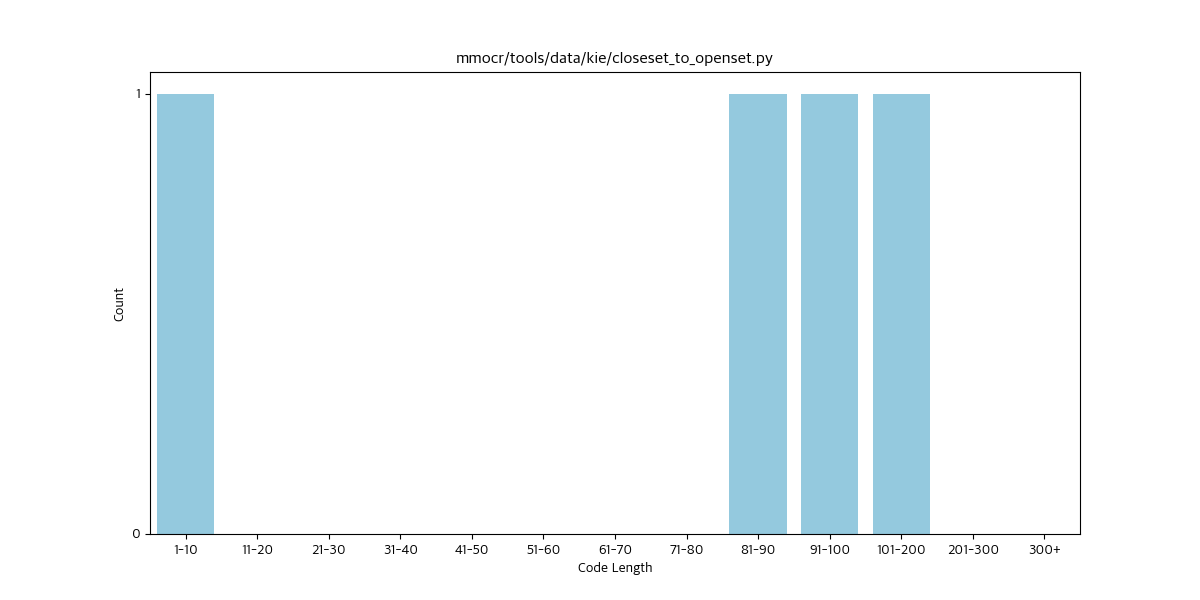 mmocr/tools/data/kie/closeset_to_openset.py
1
Count
0
1-10 11-20 21-30 31-40 41-50 51-60 61-70 71-80 81-90 91-100 101-200 201-300 300+
Code Length